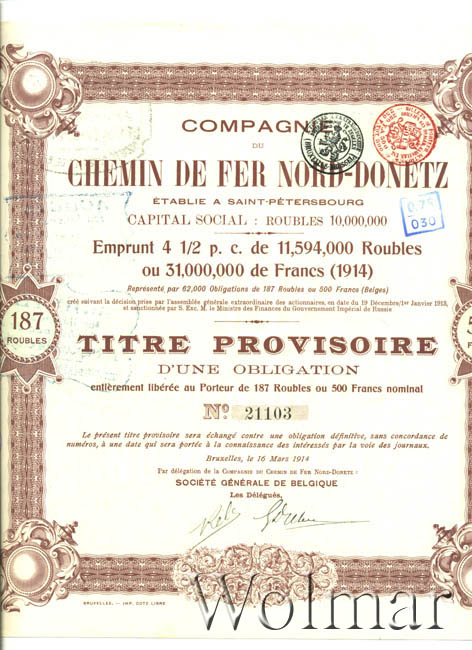 COMPAGNIE
DU
CHEMIN DE FER NORD-DONETZ
ÉTABLIE A SAINT-PÉTERSBOURG
CAPITAL SOCIAL : ROUBLES 10,000,000
0.75
030
Emprunt 4 1/2 p. c. de 11,594,000 Roubles
ou 31,000,000 de Francs (1914)
Représenté par 62,000 Obligations de 187 Roubles ou 500 Francs (Belges)
créé suivant la décision prise par l'assemblée générale extraordinaire des actionnaires, en date du 19 Décembre/1er Janvier 1913,
et sanctionnée par S. Exc. M. le Ministre des Finances du Gouvernement Impérial de Russie
187
ROUBLES
5
F
TITRE PROVISOIRE
D'UNE OBLIGATION
entièrement libérée au Porteur de 187 Roubles ou 500 Francs nominal
No 21103
Le présent titre provisoire sera échangé contre une obligation définitive, sans concordance de
numéros, à une date qui sera portée à la connaissance des intéressés par la voie des journaux.
Bruxelles, le 16 Mars 1914
Par délégation de la Compagnie du Chemin de Fer Nord-Donetz :
SOCIÉTÉ GÉNÉRALE DE BELGIQUE
Les Délégués,
BRUXELLES. — IMP. GOTZ LIBRE.
Wolmar